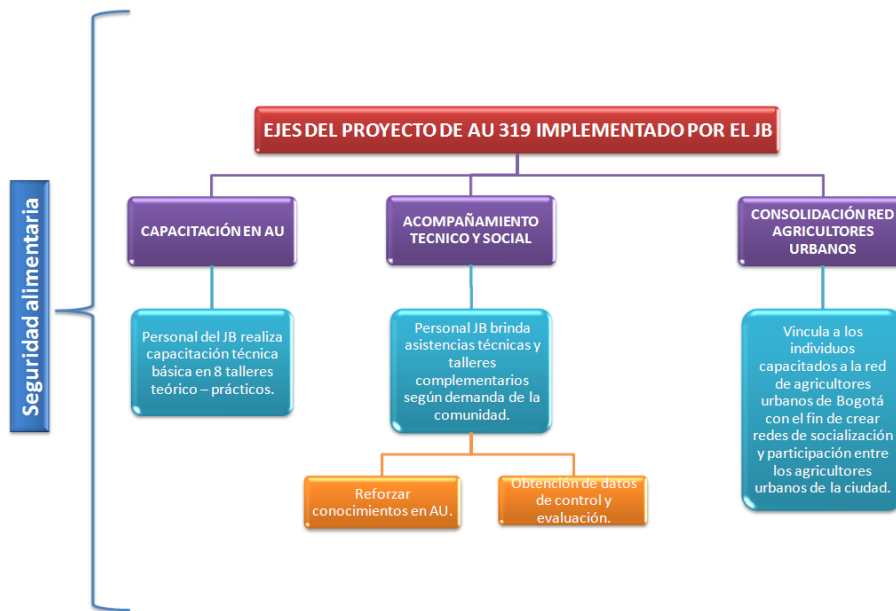 Seguridad alimentaria
EJES DEL PROYECTO DE AU 319 IMPLEMENTADO POR EL JB
CAPACITACIÓN EN AU
Personal del JB realiza
capacitación técnica
básica en 8 talleres
teórico – prácticos.
ACOMPAÑAMIENTO
TECNICO Y SOCIAL
Personal JB brinda
asistencias técnicas y
talleres
complementarios
según demanda de la
comunidad.
Reforzar
conocimientos en AU.
Obtención de datos
de control y
evaluación.
CONSOLIDACIÓN RED
AGRICULTORES
URBANOS
Vincula a los
individuos
capacitados a la red
de agricultores
urbanos de Bogotá
con el fin de crear
redes de socialización
y participación entre
los agricultores
urbanos de la ciudad.